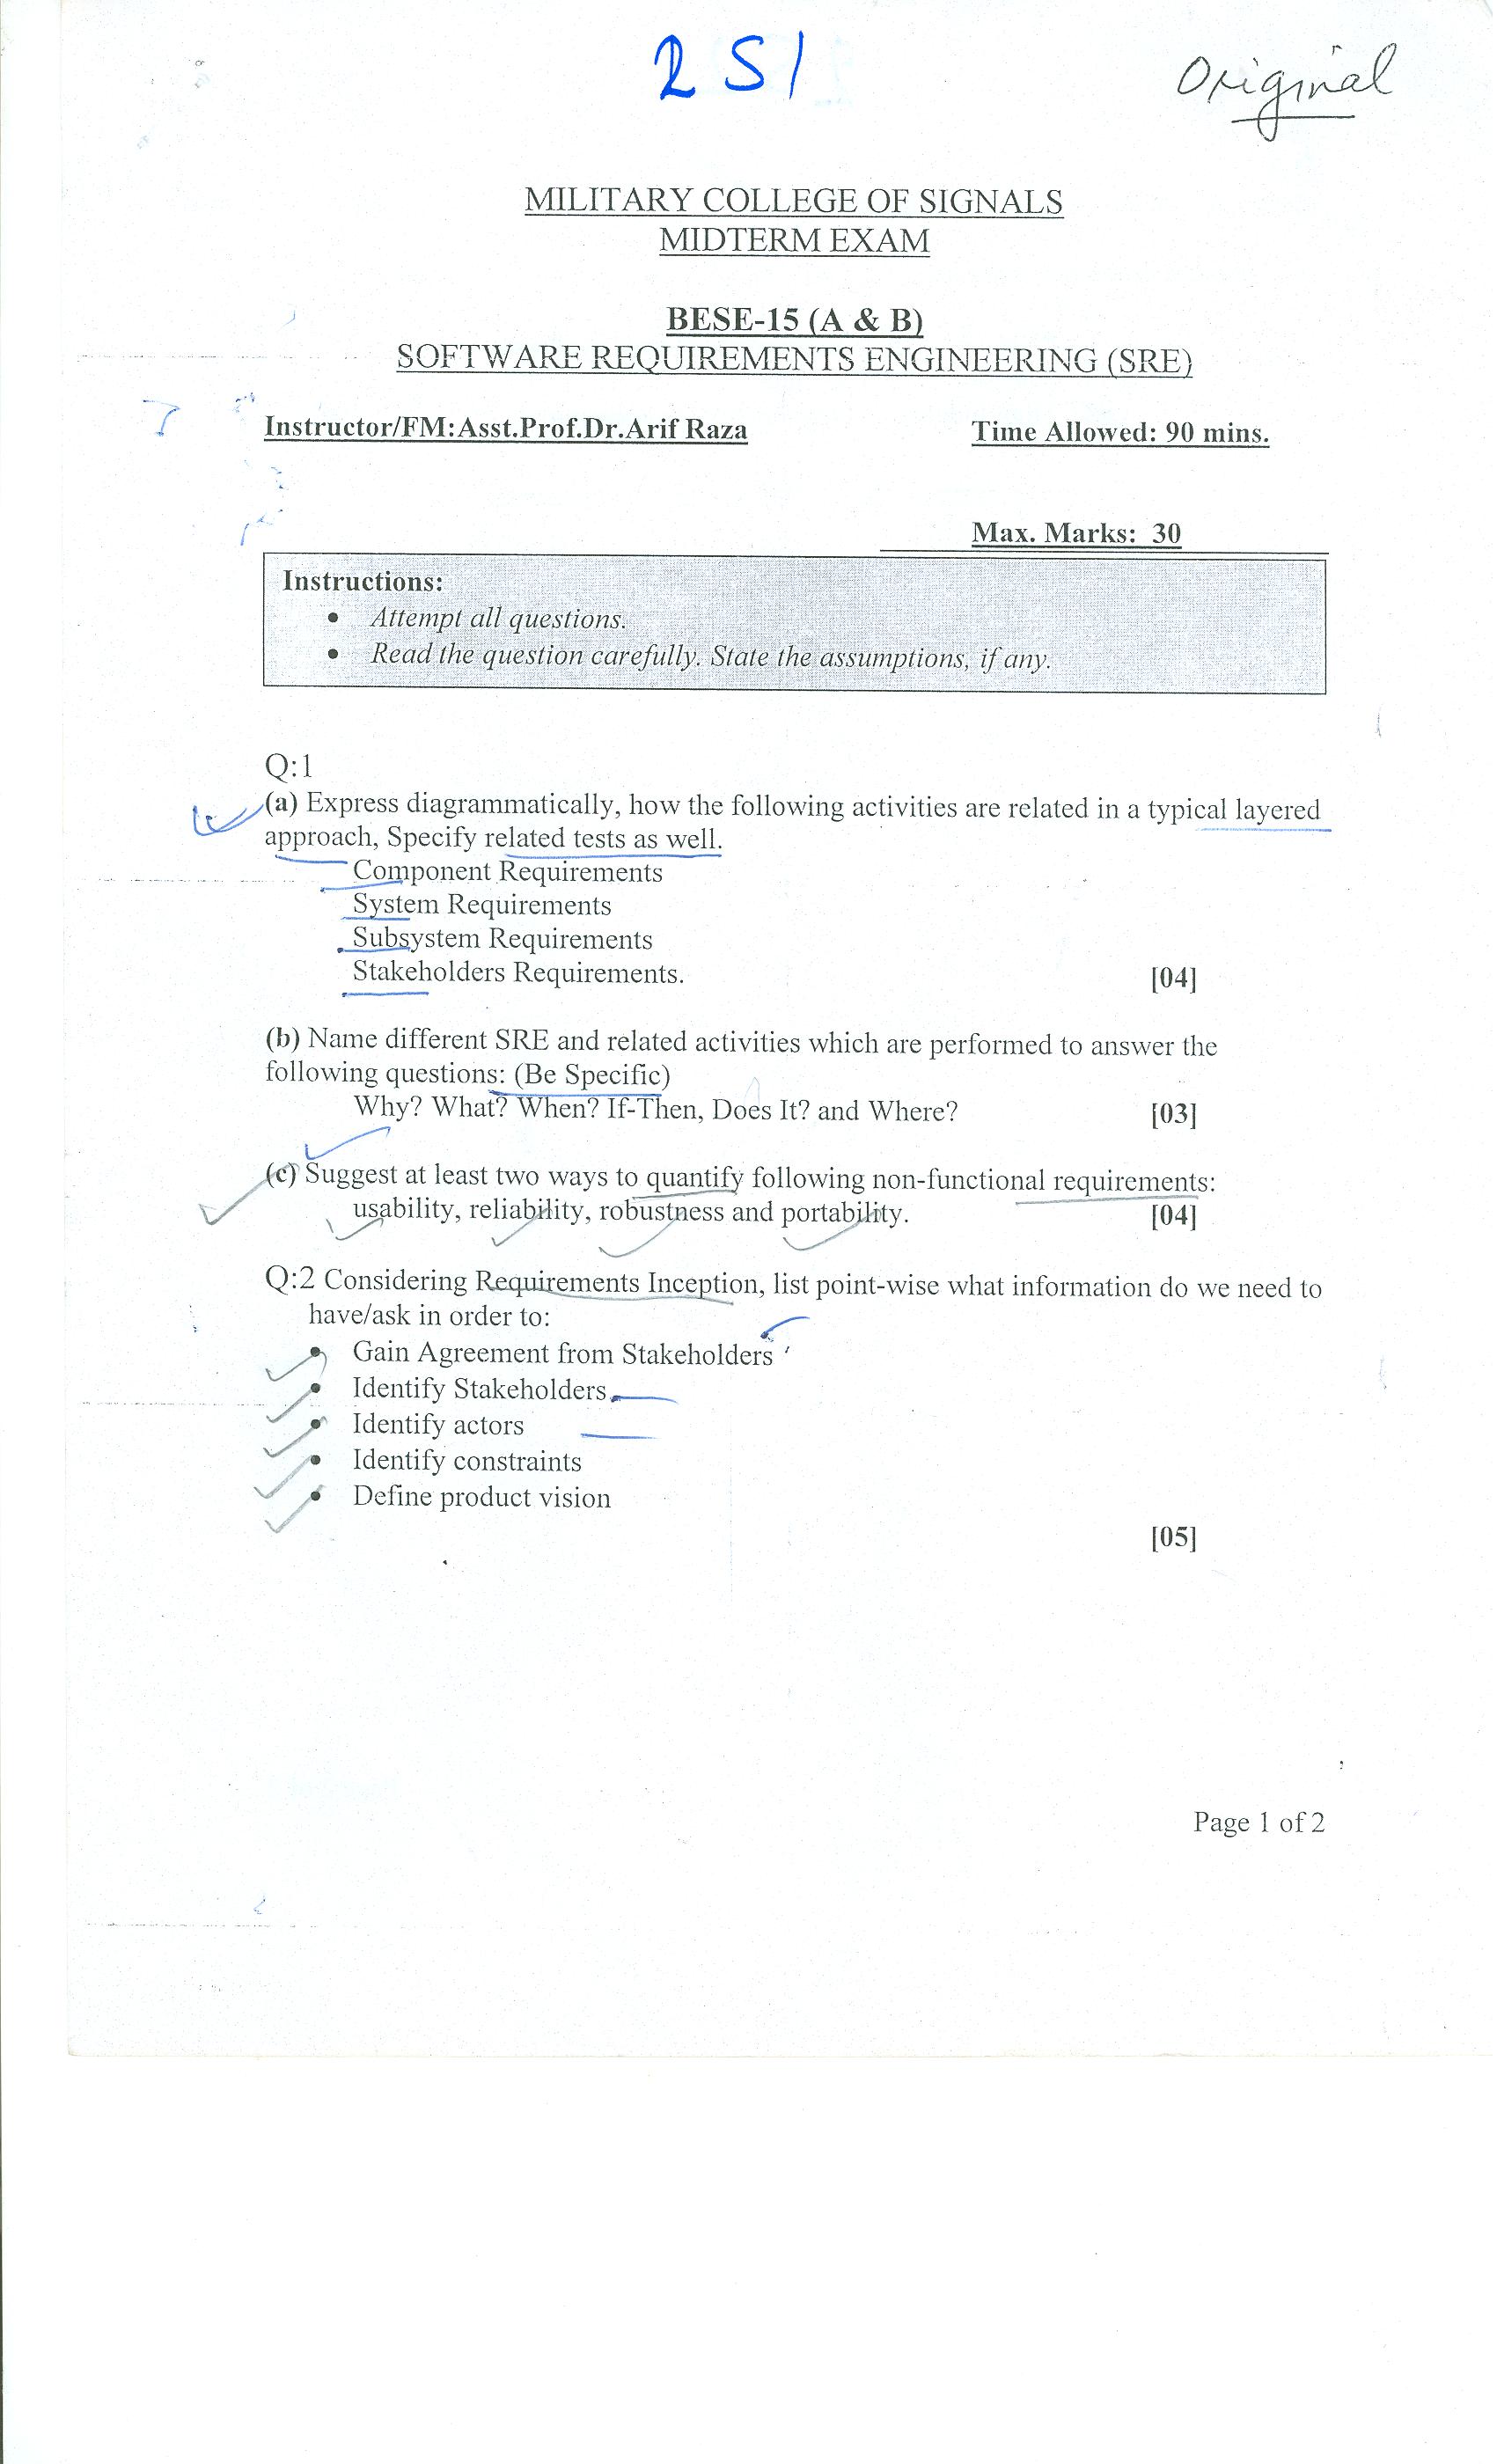 251
Original
MILITARY COLLEGE OF SIGNALS
MIDTERM EXAM
BESE-15 (A & B)
SOFTWARE REQUIREMENTS ENGINEERING (SRE)
Instructor/FM:Asst.Prof.Dr.Arif Raza Time Allowed: 90 mins.
Max. Marks: 30
Instructions:
• Attempt all questions.
• Read the question carefully. State the assumptions, if any.
Q:1
(a) Express diagrammatically, how the following activities are related in a typical layered
approach, Specify related tests as well.
Component Requirements
System Requirements
Subsystem Requirements
Stakeholders Requirements. [04]
(b) Name different SRE and related activities which are performed to answer the
following questions: (Be Specific)
Why? What? When? If-Then, Does It? and Where? [03]
(c) Suggest at least two ways to quantify following non-functional requirements:
usability, reliability, robustness and portability. [04]
Q:2 Considering Requirements Inception, list point-wise what information do we need to
have/ask in order to:
• Gain Agreement from Stakeholders
• Identify Stakeholders
• Identify actors
• Identify constraints
• Define product vision
[05]
Page 1 of 2